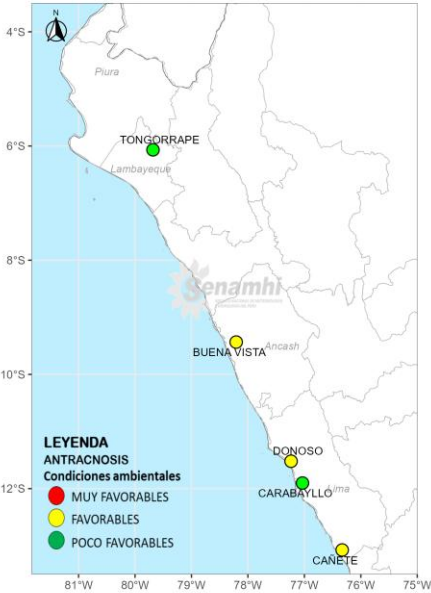 N
4°S
Piura
TONGORRAPE
6°S
Lambayeque
8°S
Senamhi
BUENA VISTA
Ancash
10°S
LEYENDA
ANTRACNOSIS
Condiciones ambientales
MUY FAVORABLES
FAVORABLES
POCO FAVORABLES
DONOSO
12°S
CARABAYLLO
Lima
CAÑETE
81°W 80°W 79°W 78°W 77°W 76°W 75°W